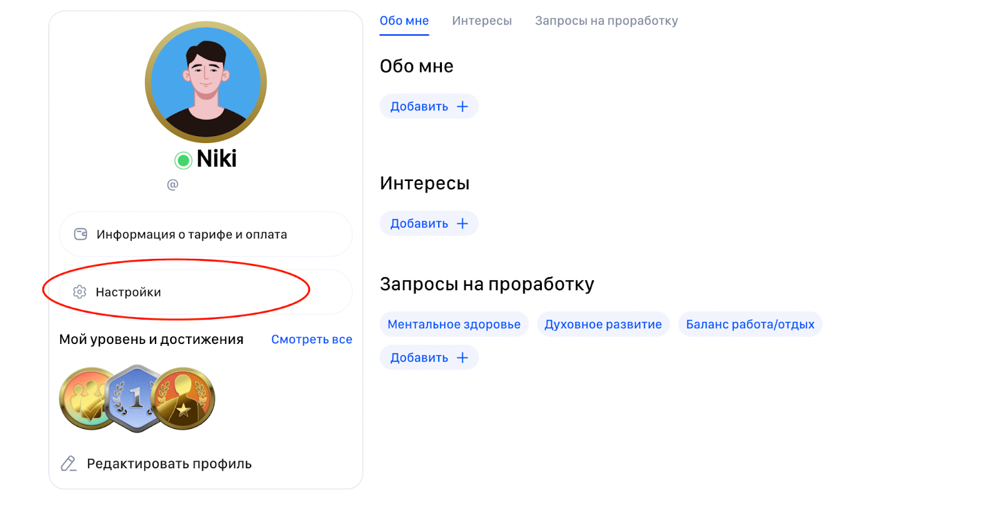 Обо мне
Интересы
Запросы на проработку
Niki
@
Информация о тарифе и оплата
Настройки
Мой уровень и достижения
Смотреть все
1
Редактировать профиль
Обо мне
Добавить +
Интересы
Добавить +
Запросы на проработку
Ментальное здоровье
Духовное развитие
Баланс работа/отдых
Добавить +